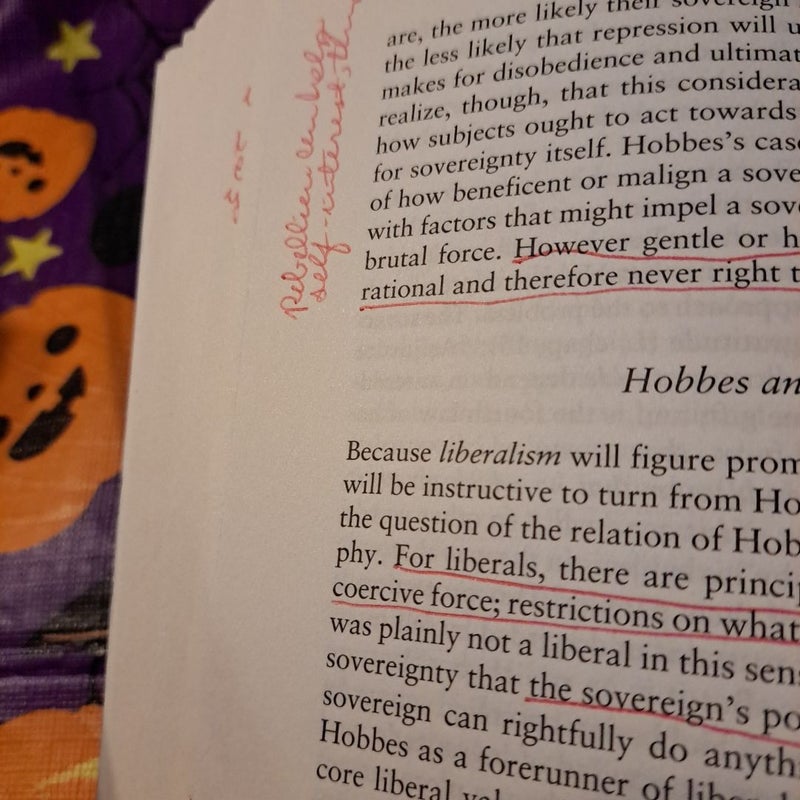 Rebellion
self-interest,
are, the more likely their sovereign
the less likely that repression will u
makes for disobedience and ultimat
realize, though, that this considera
how subjects ought to act towards
for sovereignty itself. Hobbes's case
of how beneficent or malign a sove
with factors that might impel a sove
brutal force. However gentle or h
rational and therefore never right t
Hobbes an
Because liberalism will figure prom
will be instructive to turn from Ho
the question of the relation of Hob
phy. For liberals, there are princip
coercive force; restrictions on what
was plainly not a liberal in this sens
sovereignty that the sovereign's po
sovereign can rightfully do anyth
Hobbes as a forerunner of liberal
core liberal val